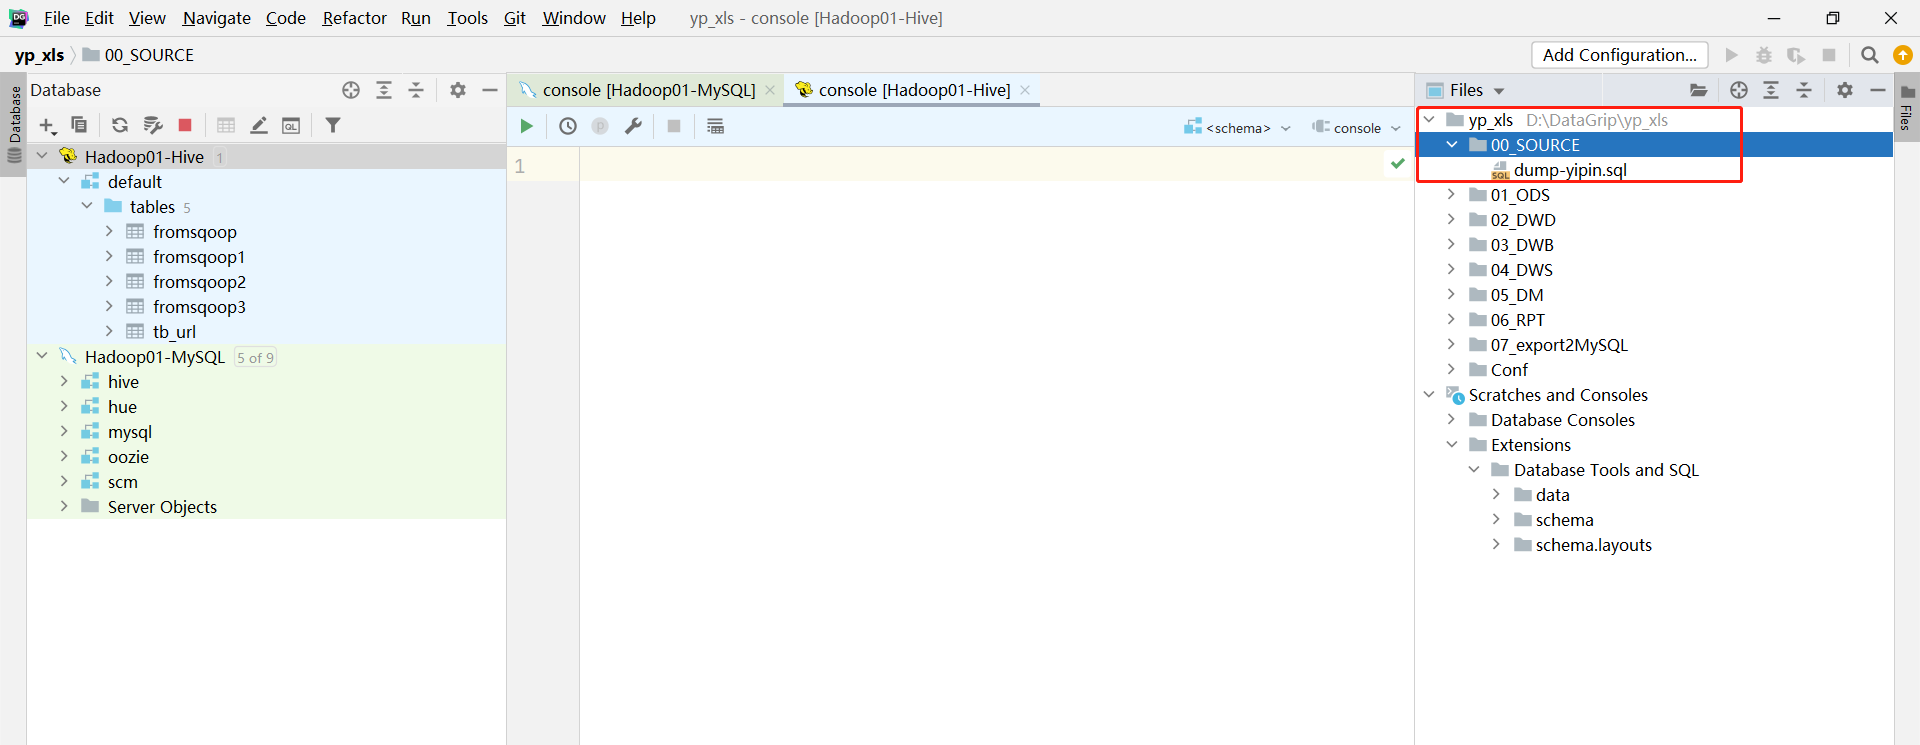 DG File Edit View Navigate Code Refactor Run Tools Git Window Help yp_xls - console [Hadoop01-Hive]
yp_xls 00_SOURCE Add Configuration...
Database
Database
console [Hadoop01-MySQL] console [Hadoop01-Hive]
QL
<schema> console
1
Hadoop01-Hive 1
default
tables 5
fromsqoop
fromsqoop1
fromsqoop2
fromsqoop3
tb_url
Hadoop01-MySQL 5 of 9
hive
hue
mysql
oozie
scm
Server Objects
Files
Files
yp_xls D:\DataGrip\yp_xls
00_SOURCE
SQL dump-yipin.sql
01_ODS
02_DWD
03_DWB
04_DWS
05_DM
06_RPT
07_export2MySQL
Conf
Scratches and Consoles
Database Consoles
Extensions
Database Tools and SQL
data
schema
schema.layouts